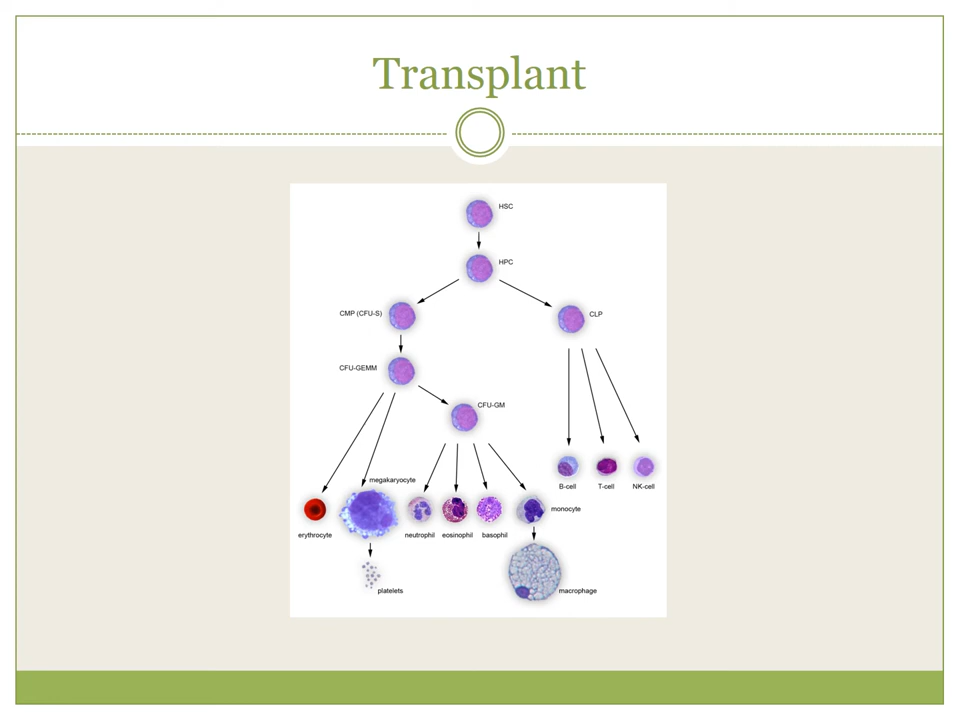 Transplant
HSC
HPC
CMP (CFU-S)
CLP
CFU-GEMM
CFU-GM
megakaryocyte
B-cell
T-cell
NK-cell
monocyte
erythrocyte
neutrophil
eosinophil
basophil
platelets
macrophage